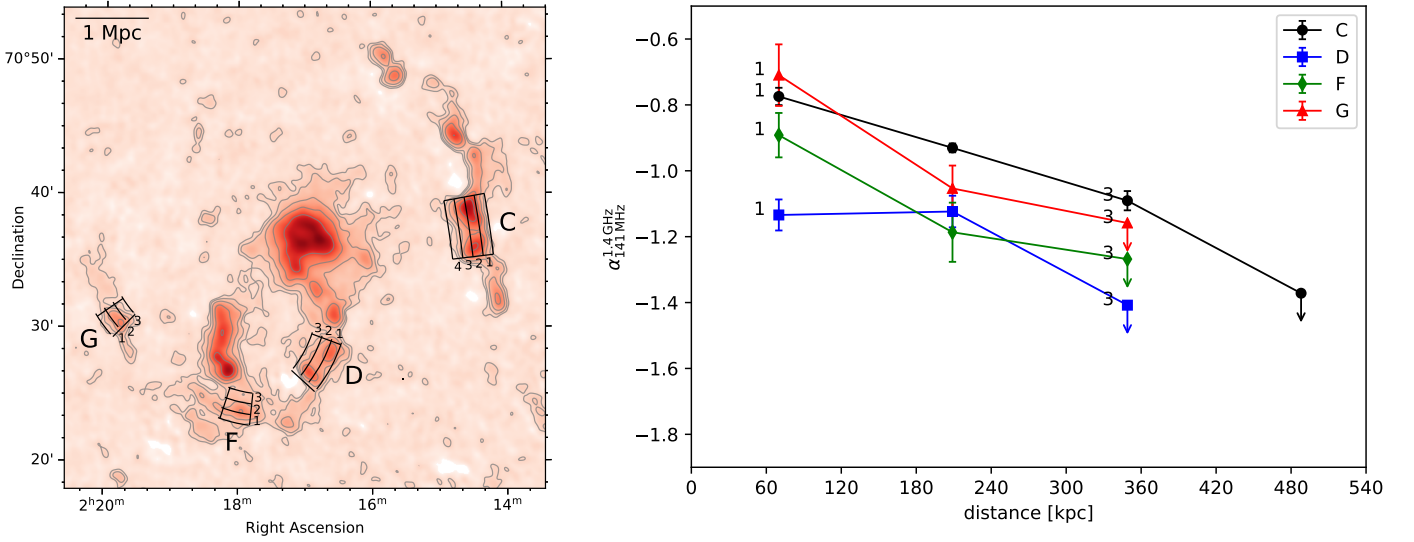 1 Mpc
70°50'
40'
30'
20'
Declination
2ʰ20ᵐ
18ᵐ
16ᵐ
14ᵐ
Right Ascension
C
4 3 2 1
G
1 2 3
3 2 1
D
3
2
1
F
−0.6
−0.8
−1.0
−1.2
−1.4
−1.6
−1.8
α 1.4 GHz
141 MHz
1
1
1
1
3
3
3
3
C
D
F
G
0 60 120 180 240 300 360 420 480 540
distance [kpc]